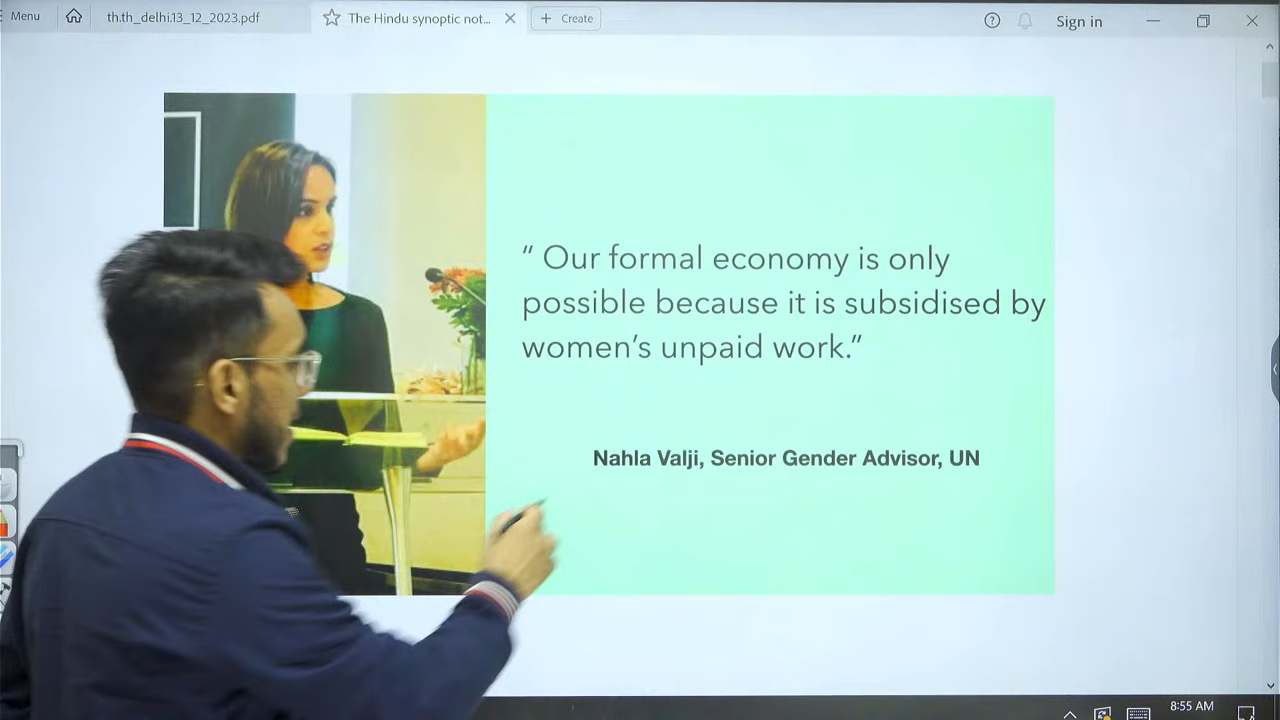 Menu
th.th_delhi.13_12_2023.pdf
The Hindu synoptic not...
Create
Sign in
“ Our formal economy is only
possible because it is subsidised by
women’s unpaid work.”
Nahla Valji, Senior Gender Advisor, UN
8:55 AM